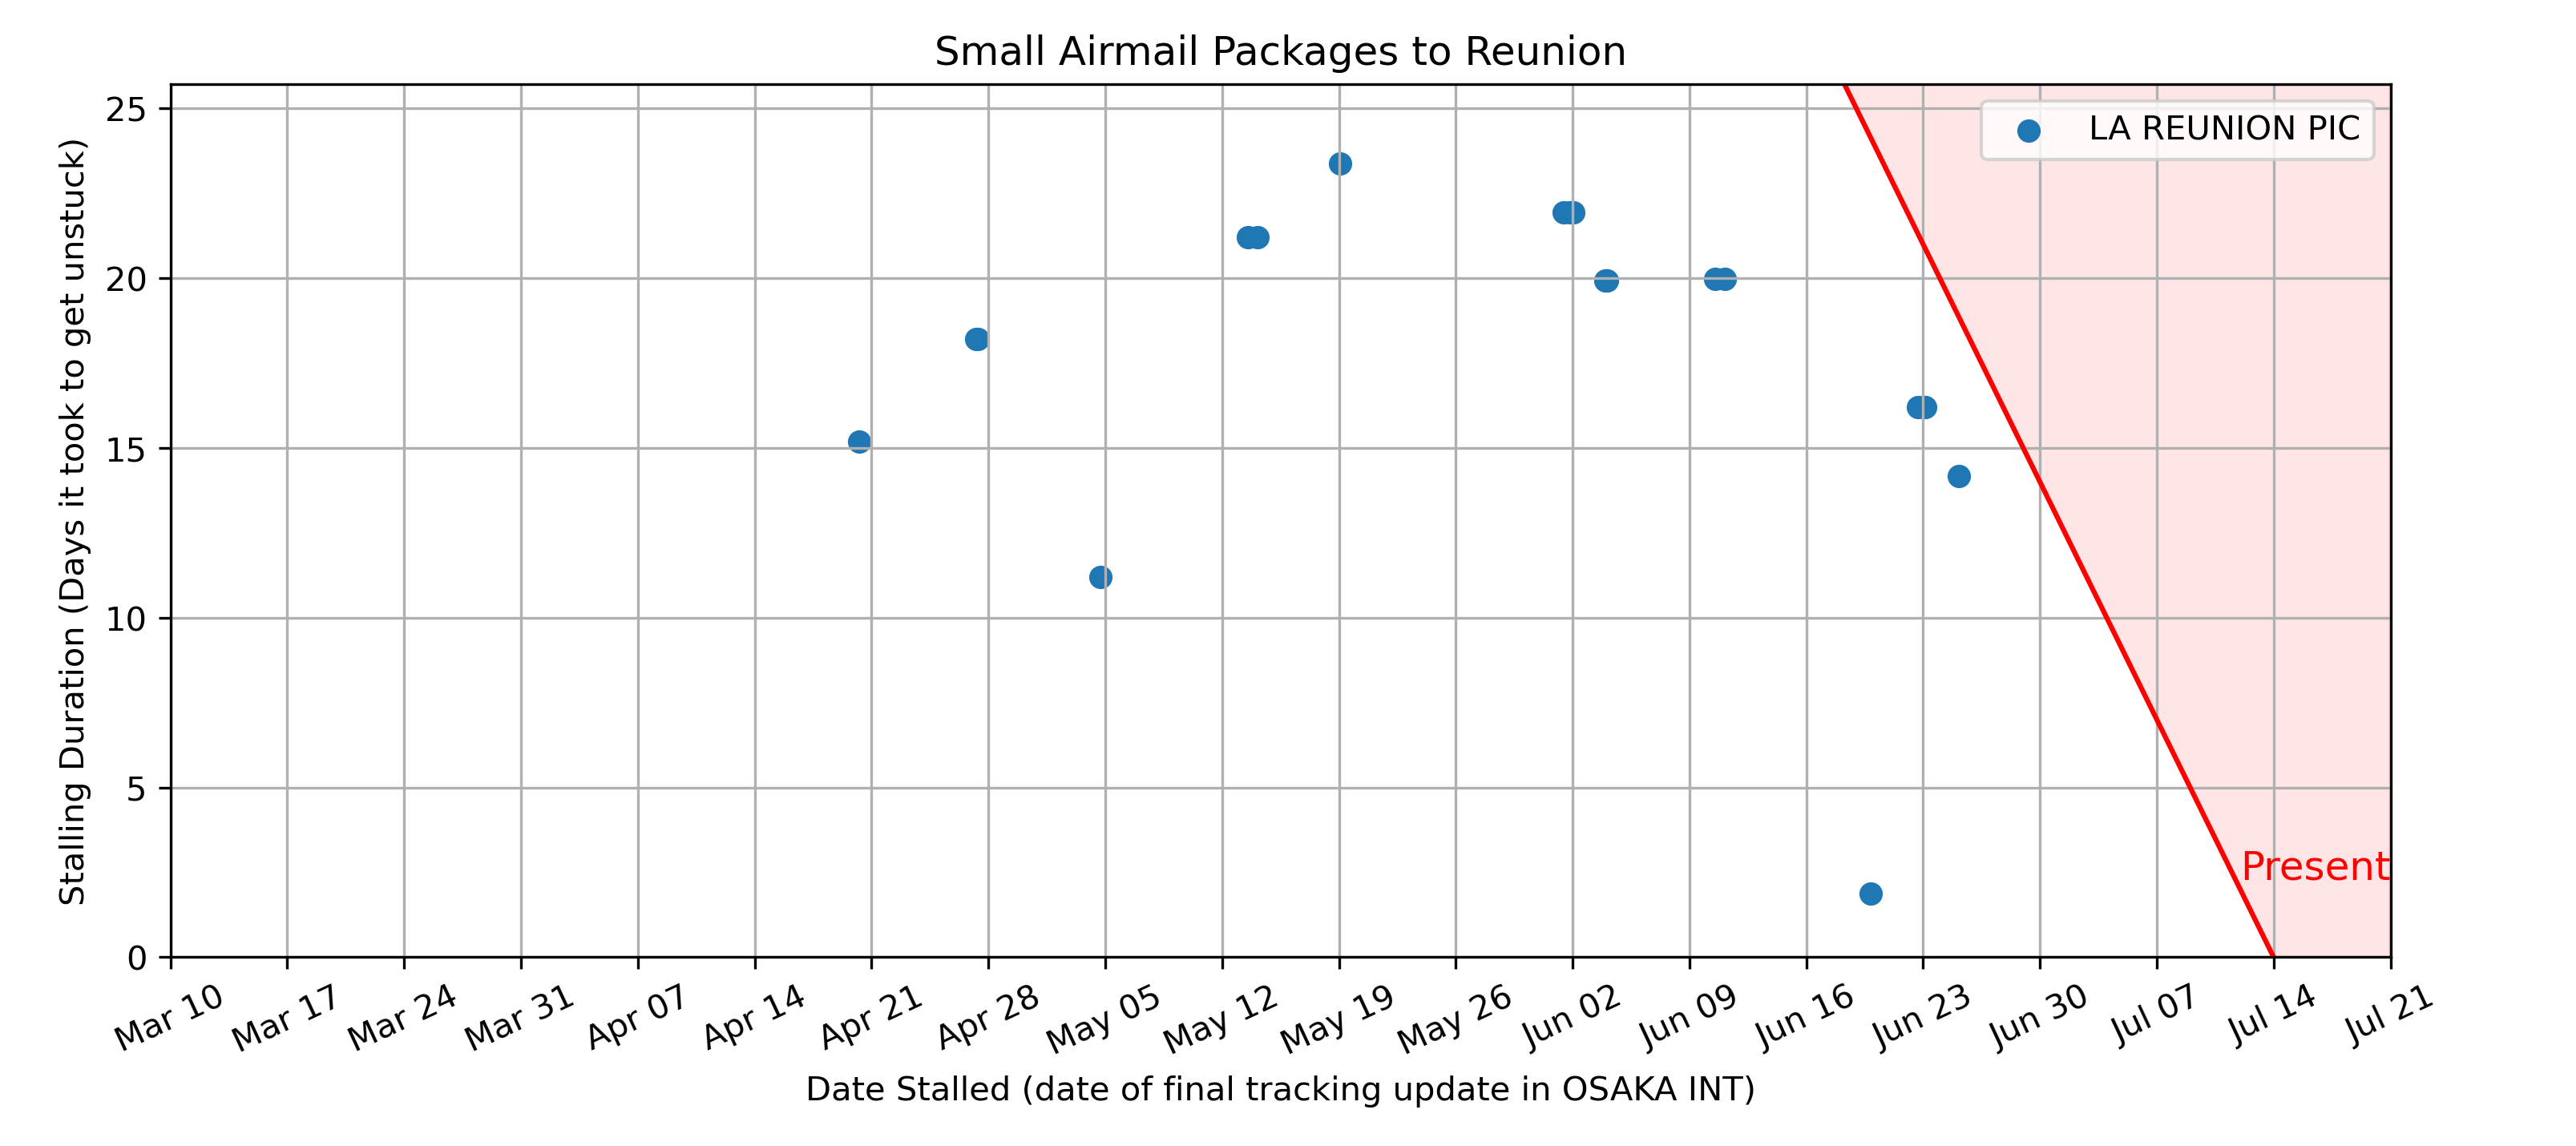 Small Airmail Packages to Reunion
LA REUNION PIC
Stalling Duration (Days it took to get unstuck)
25
20
15
10
5
0
Present
Mar 10
Mar 17
Mar 24
Mar 31
Apr 07
Apr 14
Apr 21
Apr 28
May 05
May 12
May 19
May 26
Jun 02
Jun 09
Jun 16
Jun 23
Jun 30
Jul 07
Jul 14
Jul 21
Date Stalled (date of final tracking update in OSAKA INT)